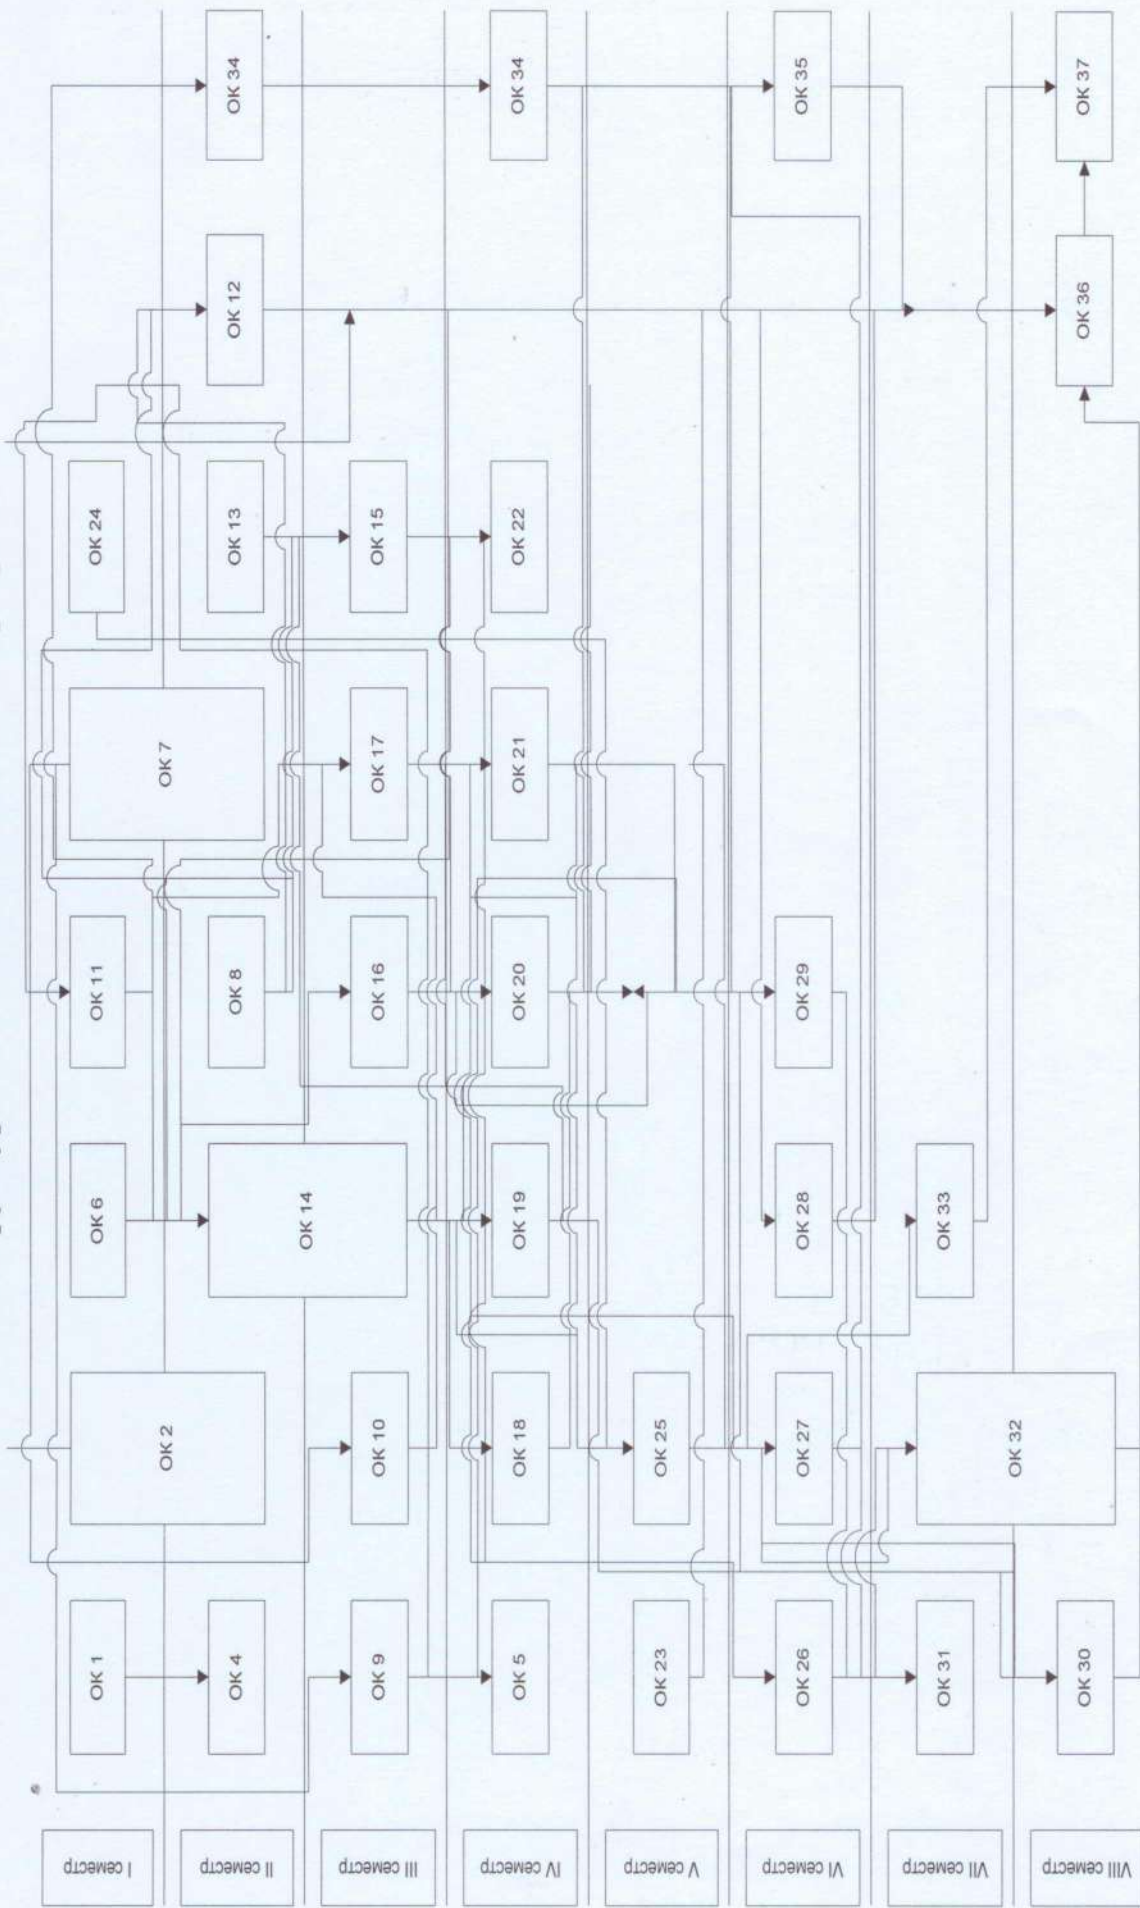 I семестр
ОК 1
ОК 2
ОК 6
ОК 11
ОК 7
ОК 24
II семестр
ОК 4
ОК 14
ОК 8
ОК 13
ОК 12
ОК 34
III семестр
ОК 9
ОК 10
ОК 16
ОК 17
ОК 15
IV семестр
ОК 5
ОК 18
ОК 19
ОК 20
ОК 21
ОК 22
ОК 34
V семестр
ОК 23
ОК 25
VI семестр
ОК 26
ОК 27
ОК 28
ОК 29
ОК 35
VII семестр
ОК 31
ОК 32
ОК 33
VIII семестр
ОК 30
ОК 36
ОК 37